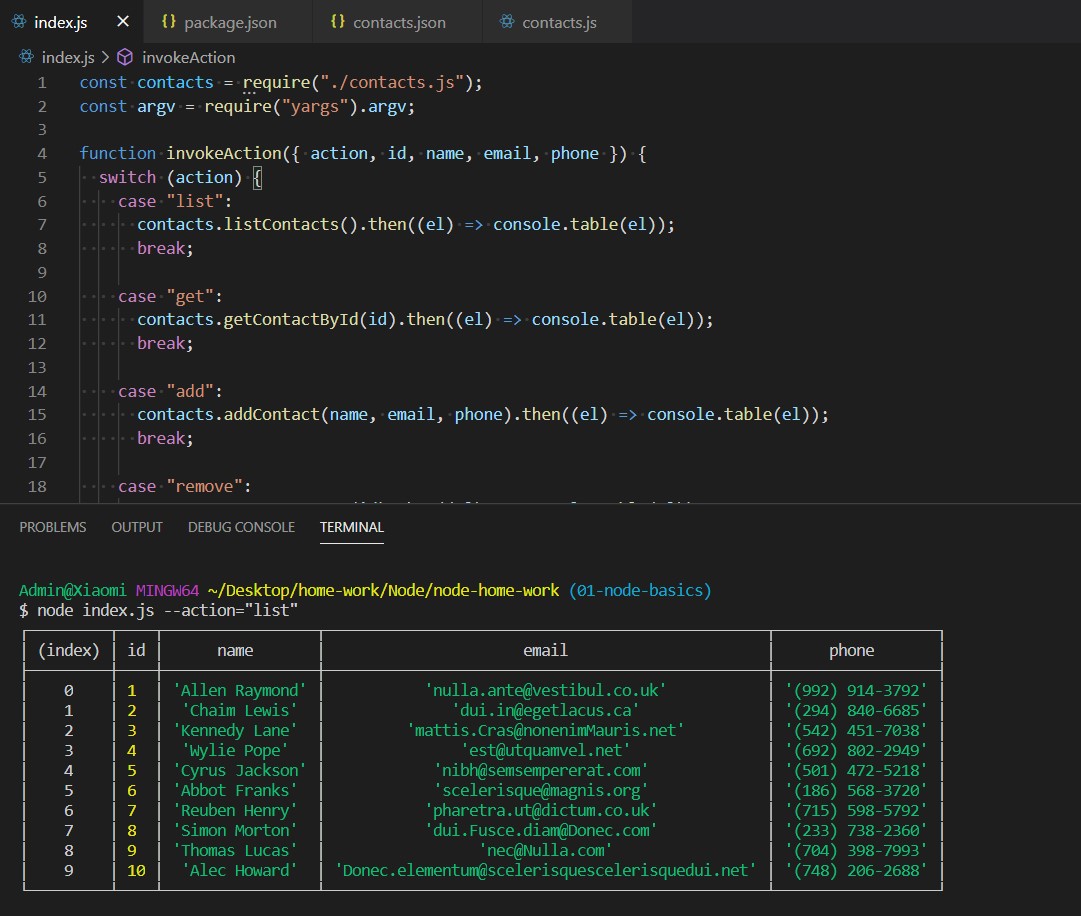 index.js
package.json
contacts.json
contacts.js
index.js > invokeAction
1 const contacts = require("./contacts.js");
2 const argv = require("yargs").argv;
3
4 function invokeAction({ action, id, name, email, phone }) {
5 switch (action) {
6 case "list":
7 contacts.listContacts().then((el) => console.table(el));
8 break;
9
10 case "get":
11 contacts.getContactById(id).then((el) => console.table(el));
12 break;
13
14 case "add":
15 contacts.addContact(name, email, phone).then((el) => console.table(el));
16 break;
17
18 case "remove":
PROBLEMS OUTPUT DEBUG CONSOLE TERMINAL
Admin@Xiaomi MINGW64 ~/Desktop/home-work/Node/node-home-work (01-node-basics)
$ node index.js --action="list"
(index) id name email phone
0 1 'Allen Raymond' 'nulla.ante@vestibul.co.uk' '(992) 914-3792'
1 2 'Chaim Lewis' 'dui.in@egetlacus.ca' '(294) 840-6685'
2 3 'Kennedy Lane' 'mattis.Cras@nonenimMauris.net' '(542) 451-7038'
3 4 'Wylie Pope' 'est@utquamvel.net' '(692) 802-2949'
4 5 'Cyrus Jackson' 'nibh@semsempererat.com' '(501) 472-5218'
5 6 'Abbot Franks' 'scelerisque@magnis.org' '(186) 568-3720'
6 7 'Reuben Henry' 'pharetra.ut@dictum.co.uk' '(715) 598-5792'
7 8 'Simon Morton' 'dui.Fusce.diam@Donec.com' '(233) 738-2360'
8 9 'Thomas Lucas' 'nec@Nulla.com' '(704) 398-7993'
9 10 'Alec Howard' 'Donec.elementum@scelerisquescelerisquedui.net' '(748) 206-2688'